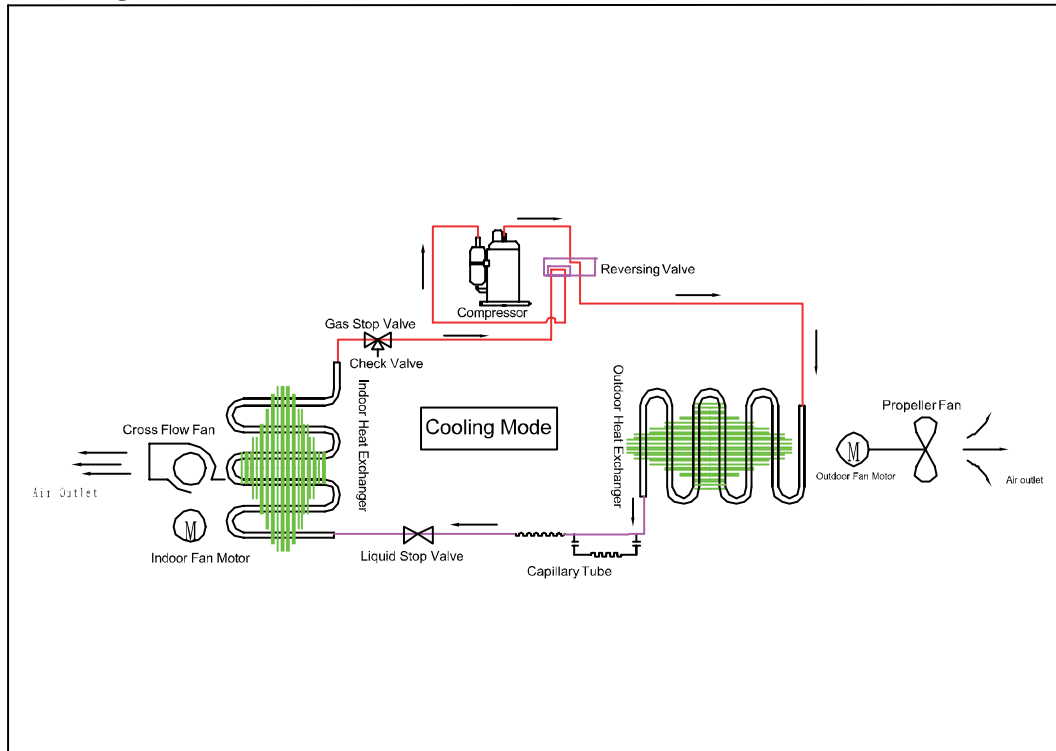 Reversing Valve
Compressor
Gas Stop Valve
Check Valve
Indoor Heat Exchanger
Outdoor Heat Exchanger
Cooling Mode
Cross Flow Fan
Air Outlet
M
Indoor Fan Motor
Propeller Fan
M
Outdoor Fan Motor
Air outlet
Liquid Stop Valve
Capillary Tube